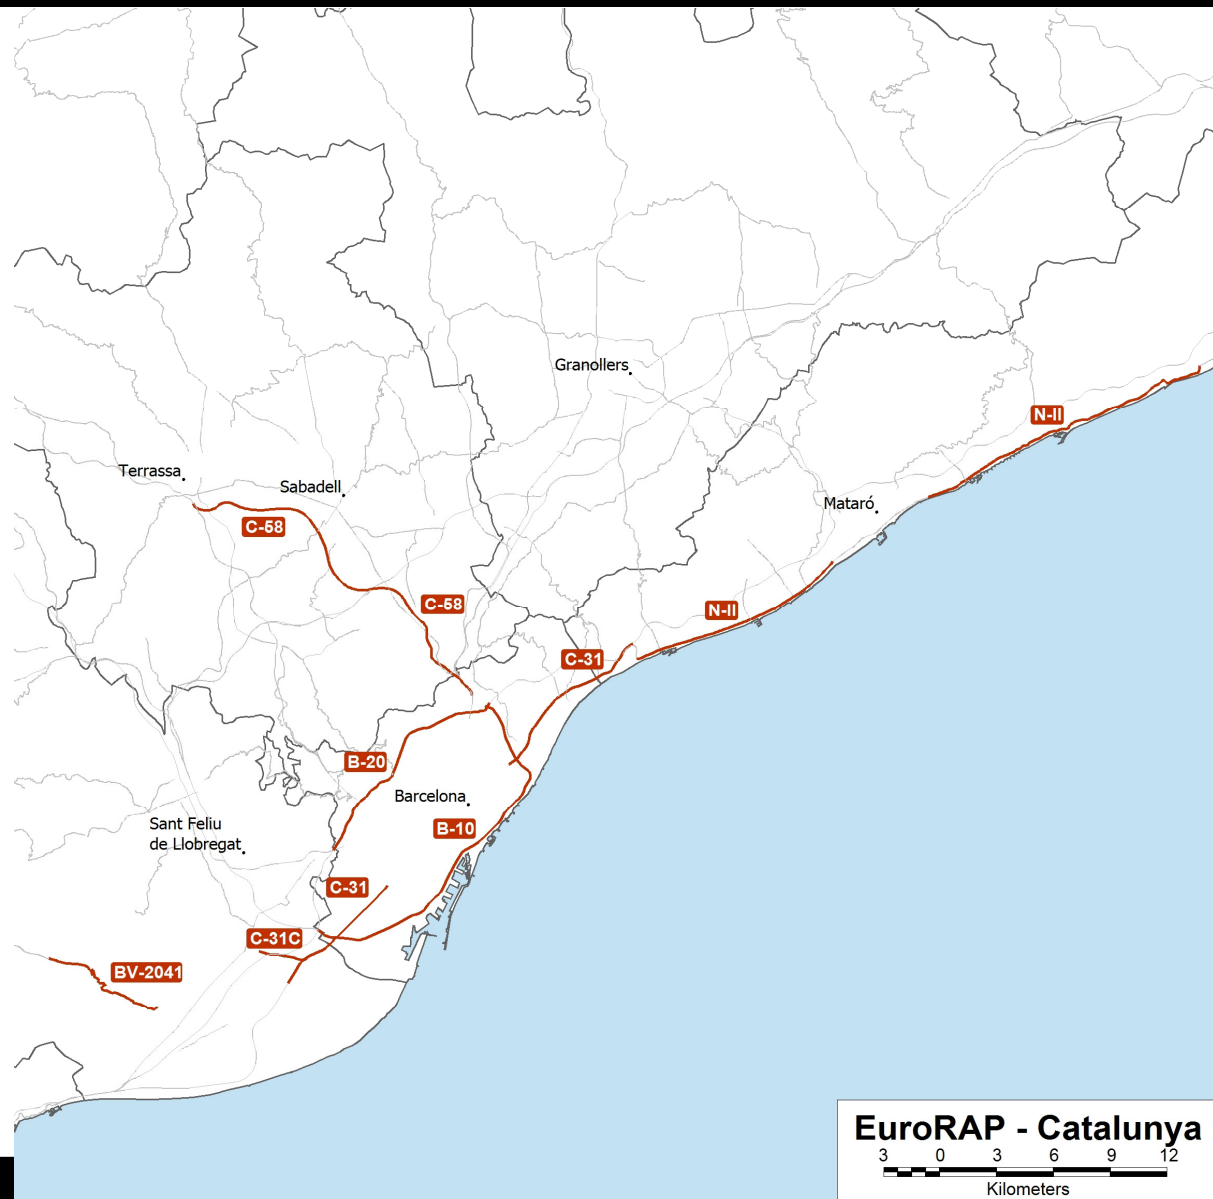 Granollers
N-II
Terrassa
Sabadell
Mataró
C-58
C-58
N-II
C-31
B-20
Barcelona
Sant Feliu
de Llobregat
B-10
C-31
C-31C
BV-2041
EuroRAP - Catalunya
3 0 3 6 9 12
Kilometers